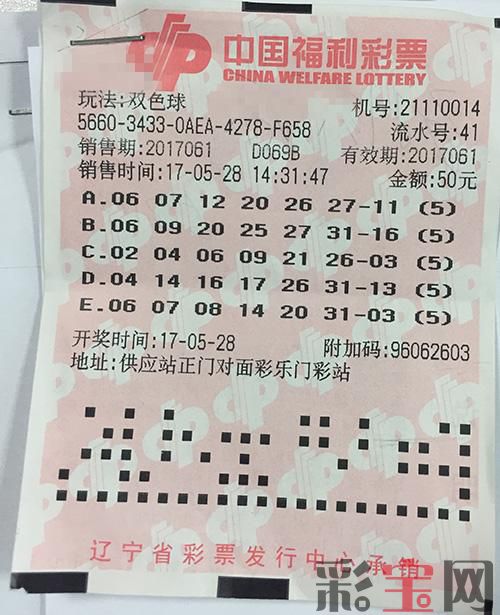 中国福利彩票
CHINA WELFARE LOTTERY
玩法:双色球 机号:21110014
5660-3433-0AEA-4278-F658 流水号:41
销售期:2017061 D069B 有效期:2017061
销售时间:17-05-28 14:31:47 金额:50元
A.06 07 12 20 26 27-11 (5)
B.06 09 20 25 27 31-16 (5)
C.02 04 06 09 21 26-03 (5)
D.04 14 16 17 26 31-13 (5)
E.06 07 08 14 20 31-03 (5)
开奖时间:17-05-28 附加码:96062603
地址:供应站正门对面彩乐门彩站
辽宁省彩票发行中心承销
彩宝网